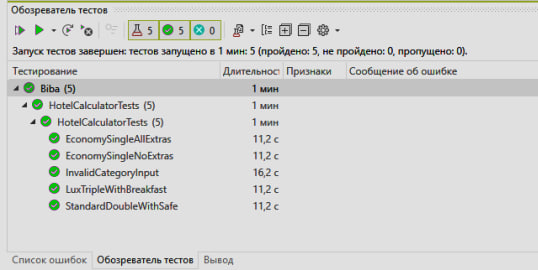 Обозреватель тестов
5 5 0
Запуск тестов завершен: тестов запущено в 1 мин: 5 (пройдено: 5, не пройдено: 0, пропущено: 0).
Тестирование Длительност Признаки Сообщение об ошибке
Biba (5) 1 мин
HotelCalculatorTests (5) 1 мин
HotelCalculatorTests (5) 1 мин
EconomySingleAllExtras 11,2 с
EconomySingleNoExtras 11,2 с
InvalidCategoryInput 16,2 с
LuxTripleWithBreakfast 11,2 с
StandardDoubleWithSafe 11,2 с
Список ошибок Обозреватель тестов Вывод